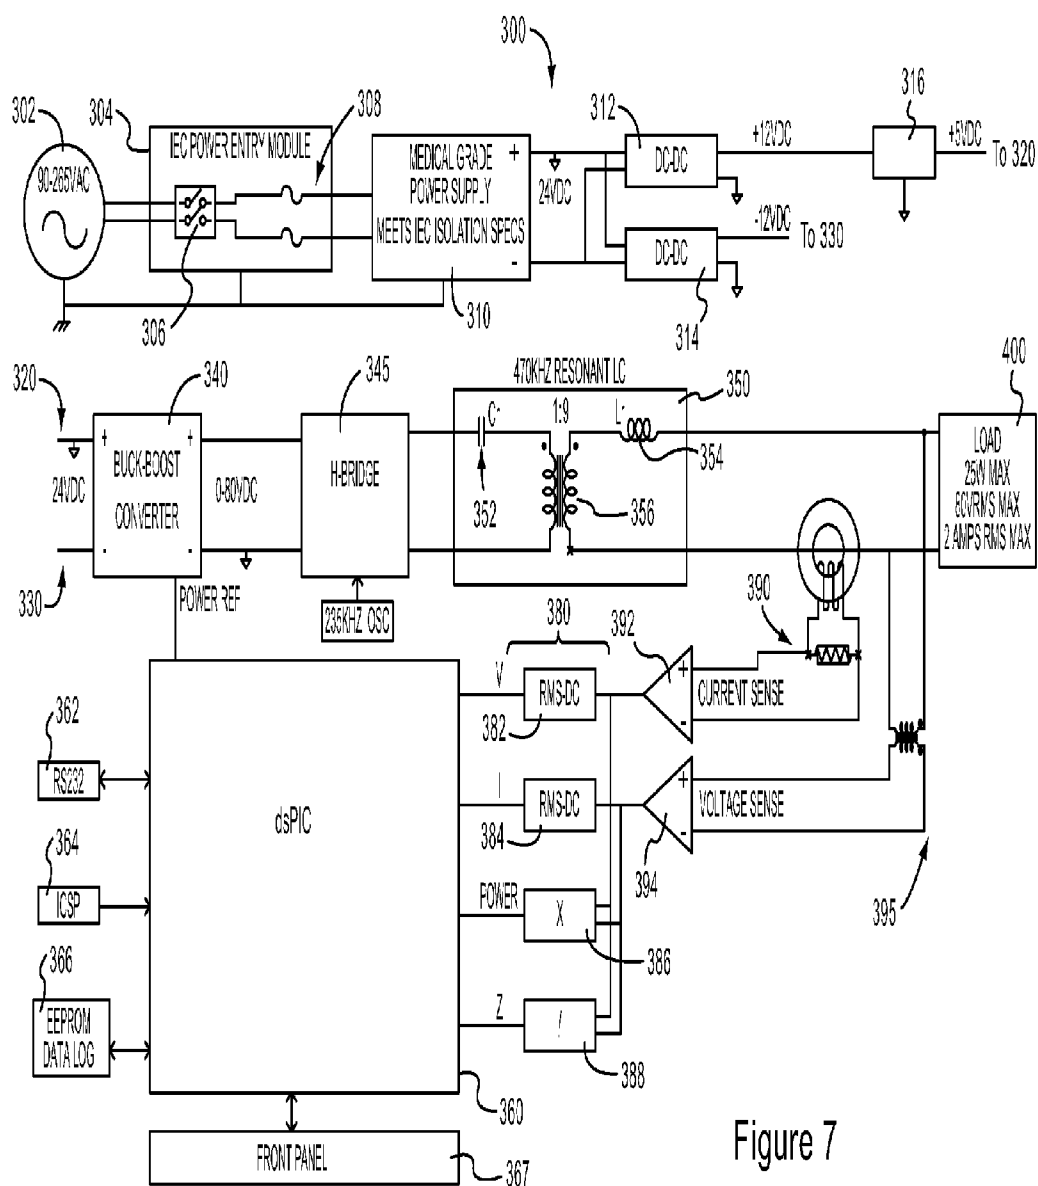 300
302
304
308
312
316
IEC POWER ENTRY MODULE
90-265VAC
MEDICAL GRADE
POWER SUPPLY
MEETS IEC ISOLATION SPECS
+
-
24VDC
DC-DC
+12VDC
+5VDC
To 320
-12VDC
To 330
DC-DC
306
310
314
320
340
345
470KHZ RESONANT LC
350
400
+
+
Cr
1:9
Lr
354
24VDC
BUCK-BOOST
CONVERTER
0-80VDC
H-BRIDGE
352
356
LOAD
25W MAX
80VRMS MAX
2 AMPS RMS MAX
-
-
330
POWER REF
235KHZ OSC
380
392
390
V
RMS-DC
+
-
CURRENT SENSE
382
362
RS232
dsPIC
I
RMS-DC
+
-
VOLTAGE SENSE
384
394
364
ICSP
POWER
X
386
395
366
EEPROM
DATA LOG
Z
/
388
360
FRONT PANEL
367
Figure 7